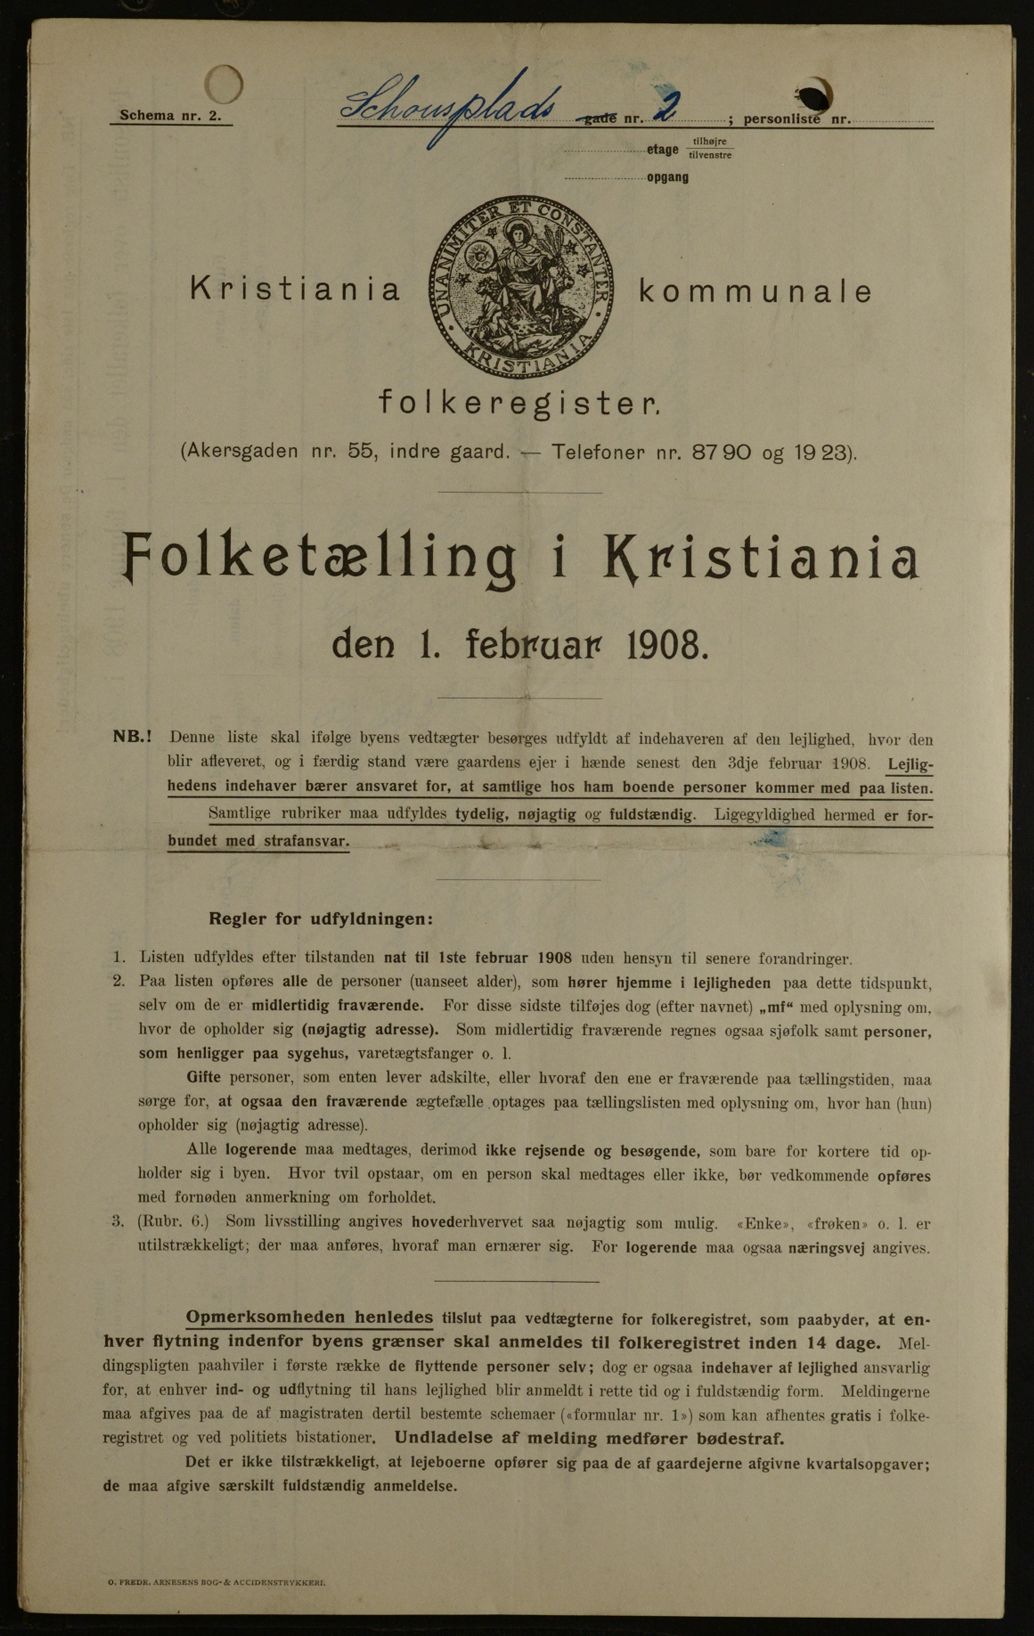 Schema nr. 2.
Schousplads gade nr. 2 ; personliste nr.
etage tilhøjre
tilvenstre
opgang
UNANIMITER ET CONSTANTER
KRISTIANIA
Kristiania kommunale
folkeregister.
(Akersgaden nr. 55, indre gaard. — Telefoner nr. 87 90 og 19 23).
Folketælling i Kristiania
den 1. februar 1908.
NB.! Denne liste skal ifølge byens vedtægter besørges udfyldt af indehaveren af den lejlighed, hvor den
blir afleveret, og i færdig stand være gaardens ejer i hænde senest den 3dje februar 1908. Lejlig-
hedens indehaver bærer ansvaret for, at samtlige hos ham boende personer kommer med paa listen.
Samtlige rubriker maa udfyldes tydelig, nøjagtig og fuldstændig. Ligegyldighed hermed er for-
bundet med strafansvar.
Regler for udfyldningen:
1. Listen udfyldes efter tilstanden nat til 1ste februar 1908 uden hensyn til senere forandringer.
2. Paa listen opføres alle de personer (uanseet alder), som hører hjemme i lejligheden paa dette tidspunkt,
selv om de er midlertidig fraværende. For disse sidste tilføjes dog (efter navnet) „mf“ med oplysning om,
hvor de opholder sig (nøjagtig adresse). Som midlertidig fraværende regnes ogsaa sjøfolk samt personer,
som henligger paa sygehus, varetægtsfanger o. l.
Gifte personer, som enten lever adskilte, eller hvoraf den ene er fraværende paa tællingstiden, maa
sørge for, at ogsaa den fraværende ægtefælle optages paa tællingslisten med oplysning om, hvor han (hun)
opholder sig (nøjagtig adresse).
Alle logerende maa medtages, derimod ikke rejsende og besøgende, som bare for kortere tid op-
holder sig i byen. Hvor tvil opstaar, om en person skal medtages eller ikke, bør vedkommende opføres
med fornøden anmerkning om forholdet.
3. (Rubr. 6.) Som livsstilling angives hovederhvervet saa nøjagtig som mulig. «Enke», «frøken» o. l. er
utilstrækkeligt; der maa anføres, hvoraf man ernærer sig. For logerende maa ogsaa næringsvej angives.
Opmerksomheden henledes tilslut paa vedtægterne for folkeregistret, som paabyder, at en-
hver flytning indenfor byens grænser skal anmeldes til folkeregistret inden 14 dage. Mel-
dingspligten paahviler i første række de flyttende personer selv; dog er ogsaa indehaver af lejlighed ansvarlig
for, at enhver ind- og udflytning til hans lejlighed blir anmeldt i rette tid og i fuldstændig form. Meldingerne
maa afgives paa de af magistraten dertil bestemte schemaer («formular nr. 1») som kan afhentes gratis i folke-
registret og ved politiets bistationer. Undladelse af melding medfører bødestraf.
Det er ikke tilstrækkeligt, at lejeboerne opfører sig paa de af gaardejerne afgivne kvartalsopgaver;
de maa afgive særskilt fuldstændig anmeldelse.
O. FREDR. ARNESENS BOG- & ACCIDENSTRYKKERI.